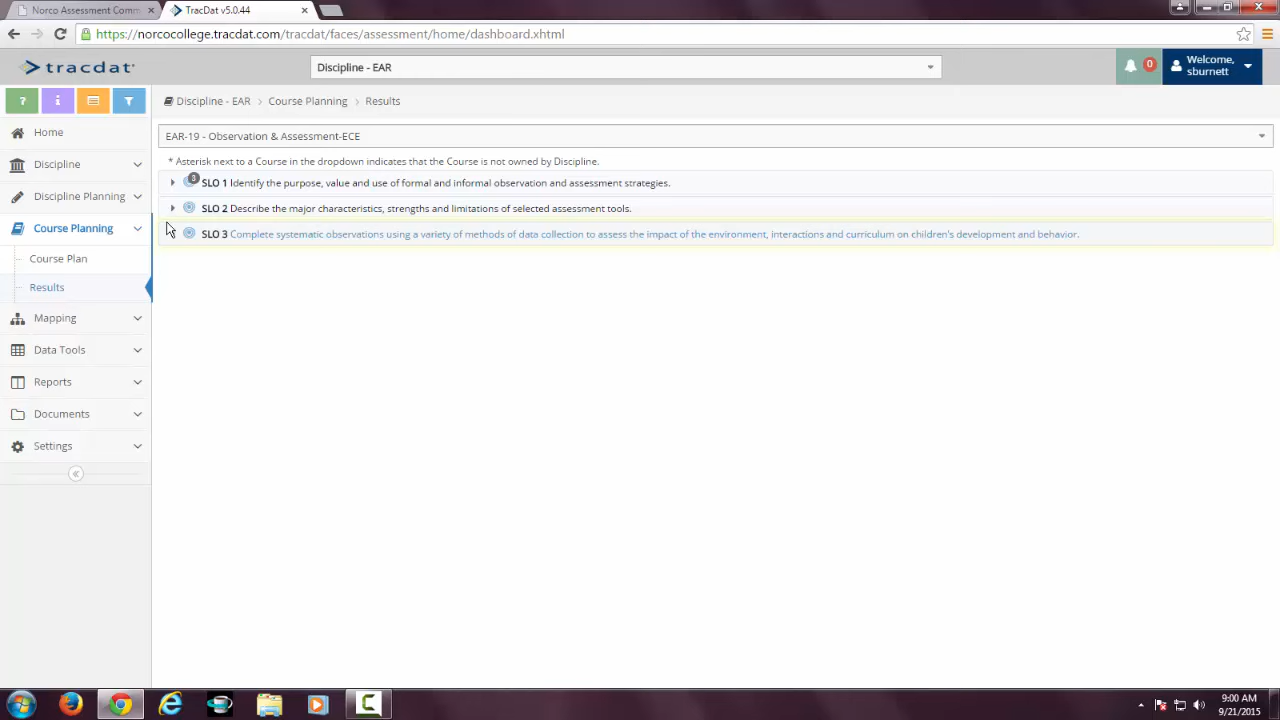 Norco Assessment Comm
TracDat v5.0.44
https://norcocollege.tracdat.com/tracdat/faces/assessment/home/dashboard.xhtml
tracdat
Discipline - EAR
0
Welcome,
sburnett
? i
Discipline - EAR > Course Planning > Results
Home
Discipline
Discipline Planning
Course Planning
Course Plan
Results
Mapping
Data Tools
Reports
Documents
Settings
EAR-19 - Observation & Assessment-ECE
* Asterisk next to a Course in the dropdown indicates that the Course is not owned by Discipline.
SLO 1 Identify the purpose, value and use of formal and informal observation and assessment strategies.
SLO 2 Describe the major characteristics, strengths and limitations of selected assessment tools.
SLO 3 Complete systematic observations using a variety of methods of data collection to assess the impact of the environment, interactions and curriculum on children's development and behavior.
9:00 AM
9/21/2015